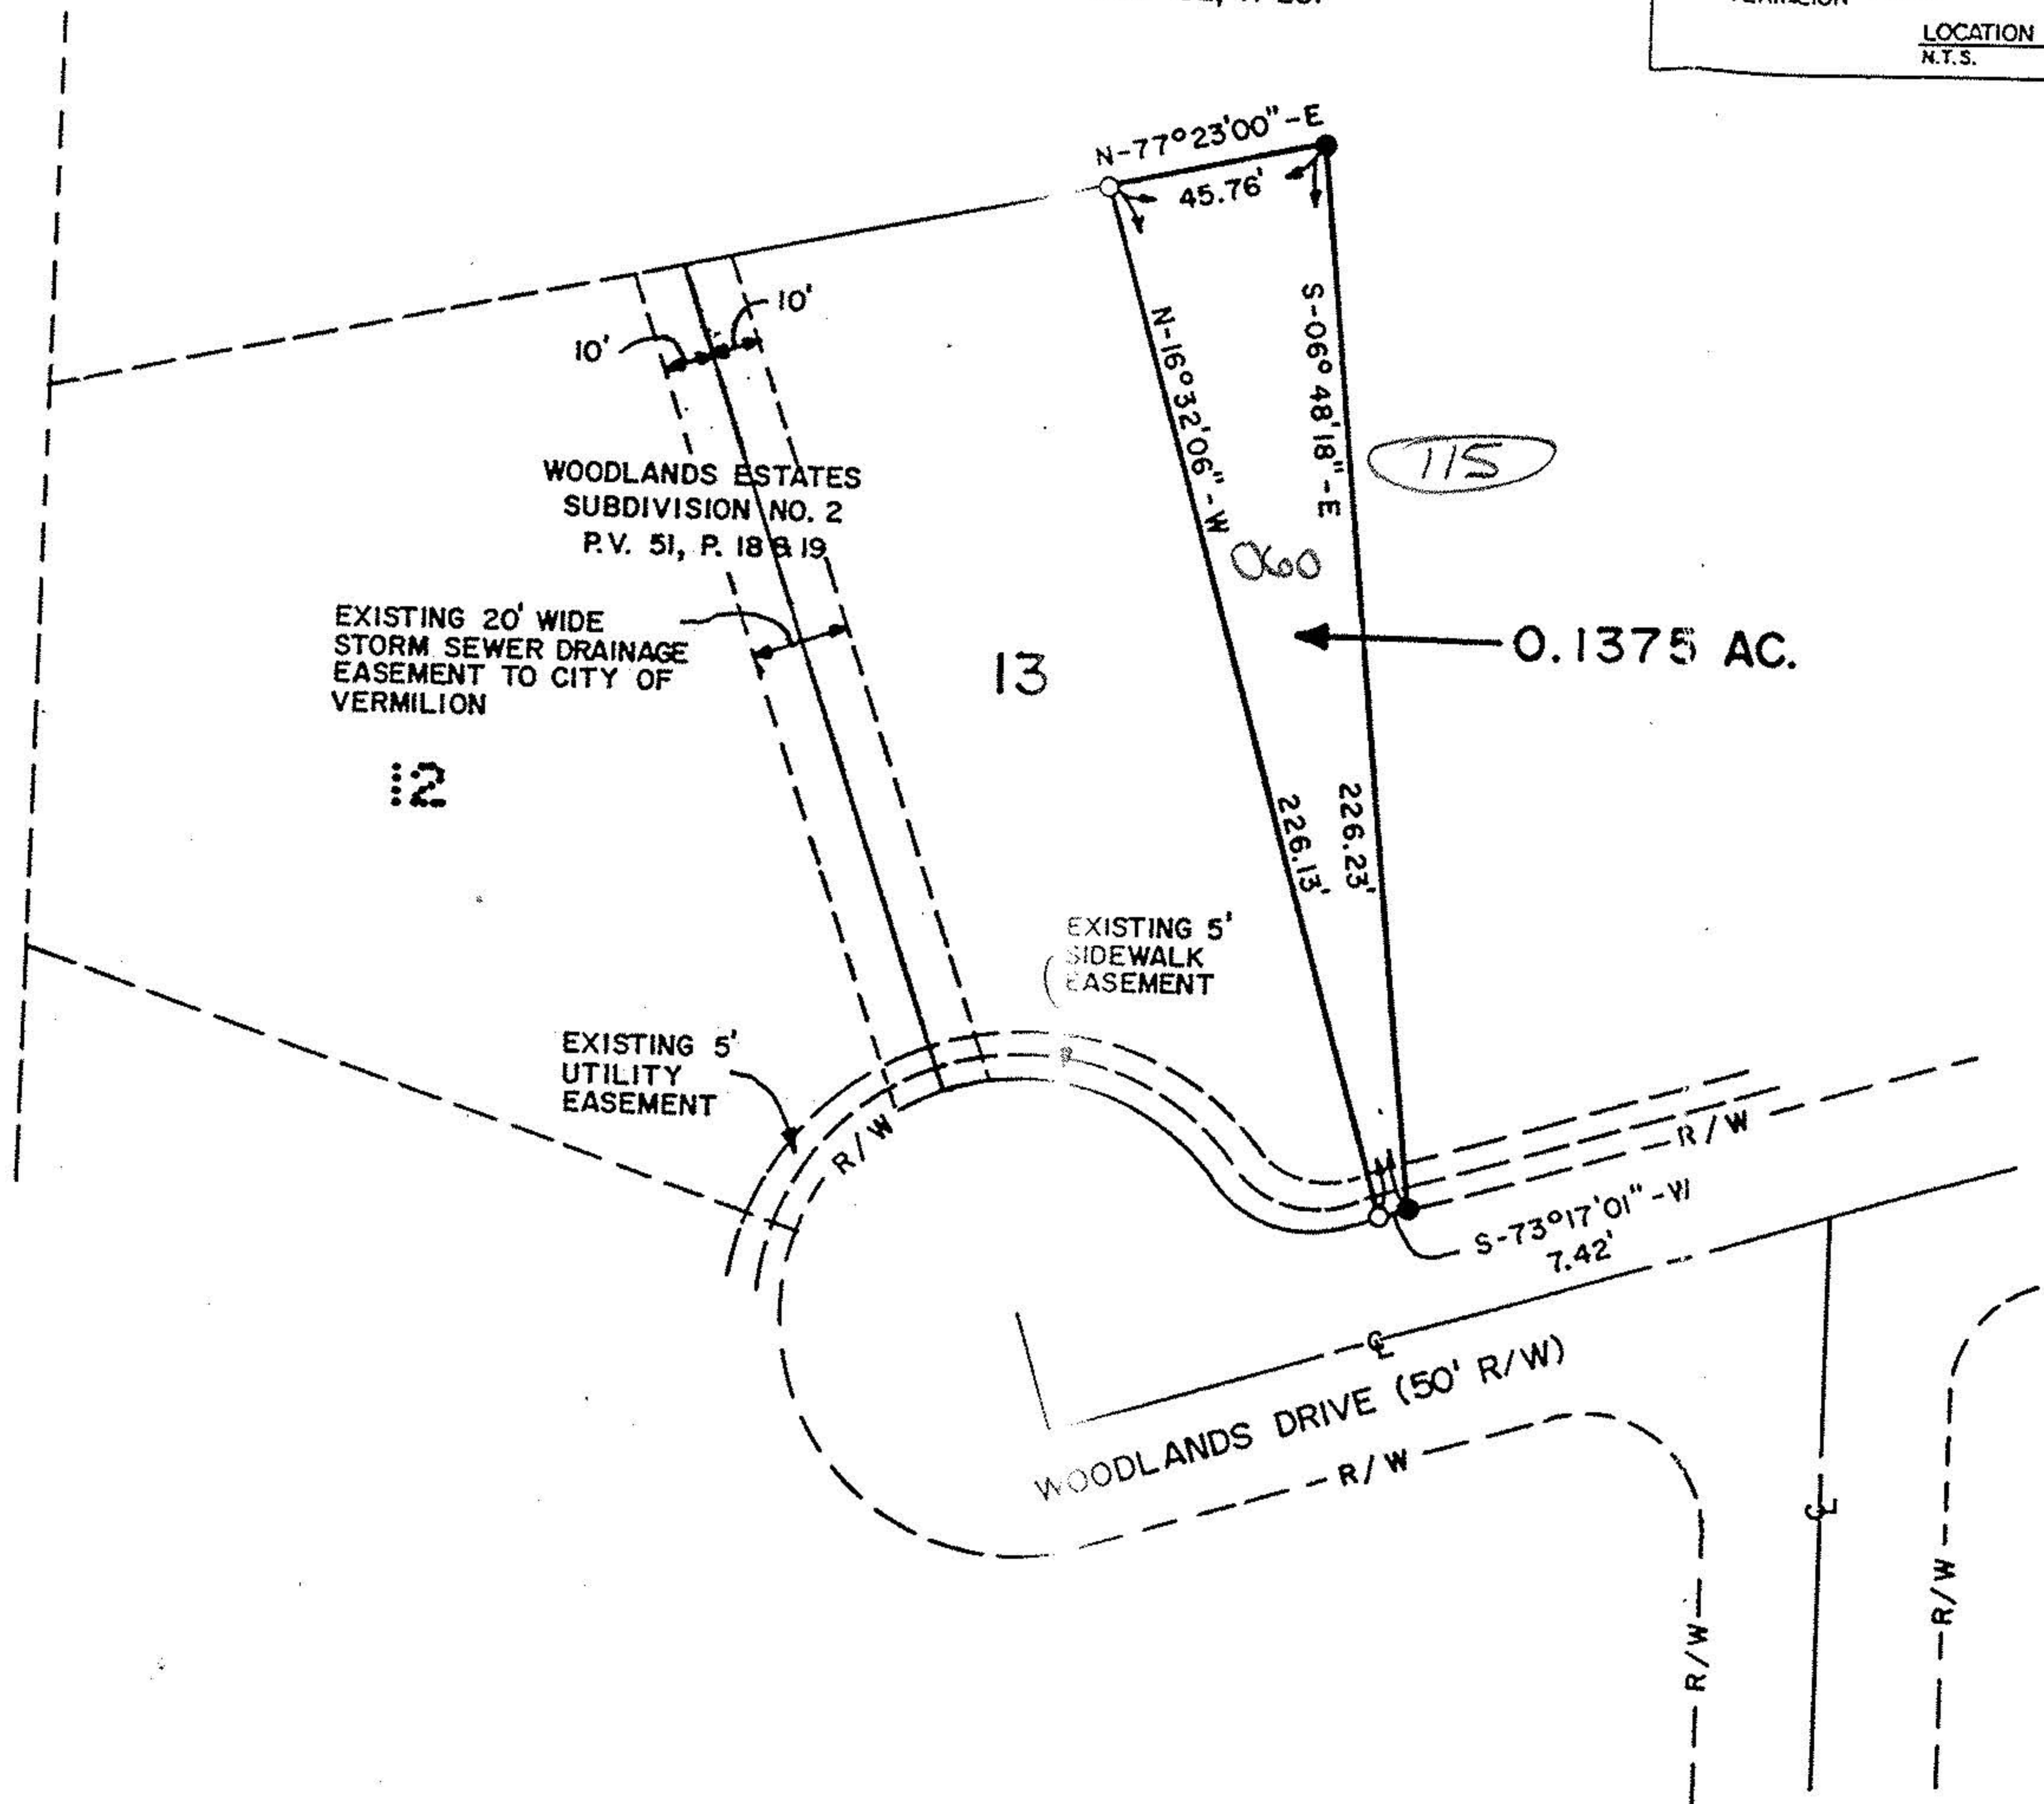 LOCATION
N.T.S.
N-77°23'00"-E
45.76'
10'
10'
N-16°32'06"-W
S-06°48'18"-E
115
WOODLANDS ESTATES
SUBDIVISION NO. 2
P.V. 51, P. 18 & 19
060
EXISTING 20' WIDE
STORM SEWER DRAINAGE
EASEMENT TO CITY OF
VERMILION
13
0.1375 AC.
12
226.13'
226.23'
EXISTING 5'
SIDEWALK
EASEMENT
EXISTING 5'
UTILITY
EASEMENT
R/W
R/W
S-73°17'01"-W
7.42'
WOODLANDS DRIVE (50' R/W)
R/W
R/W
R/W